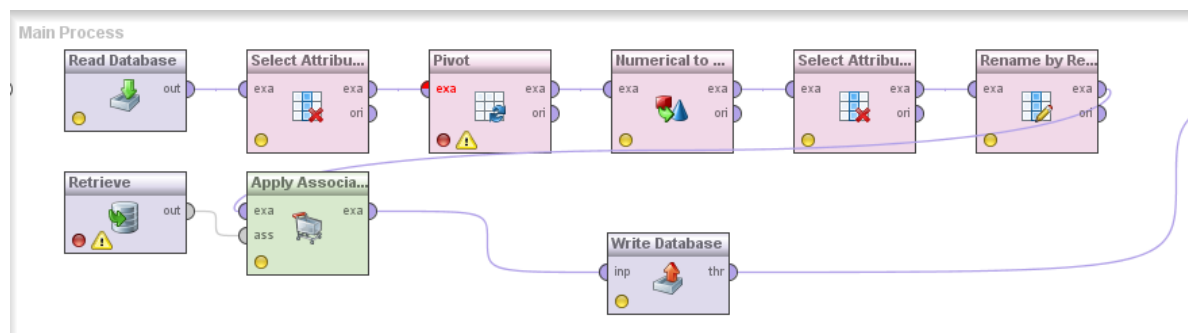 Main Process
Read Database
out
Select Attribu...
exa
exa
ori
Pivot
exa
exa
ori
Numerical to ...
exa
exa
ori
Select Attribu...
exa
exa
ori
Rename by Re...
exa
exa
ori
Retrieve
out
Apply Associa...
exa
exa
ass
Write Database
inp
thr